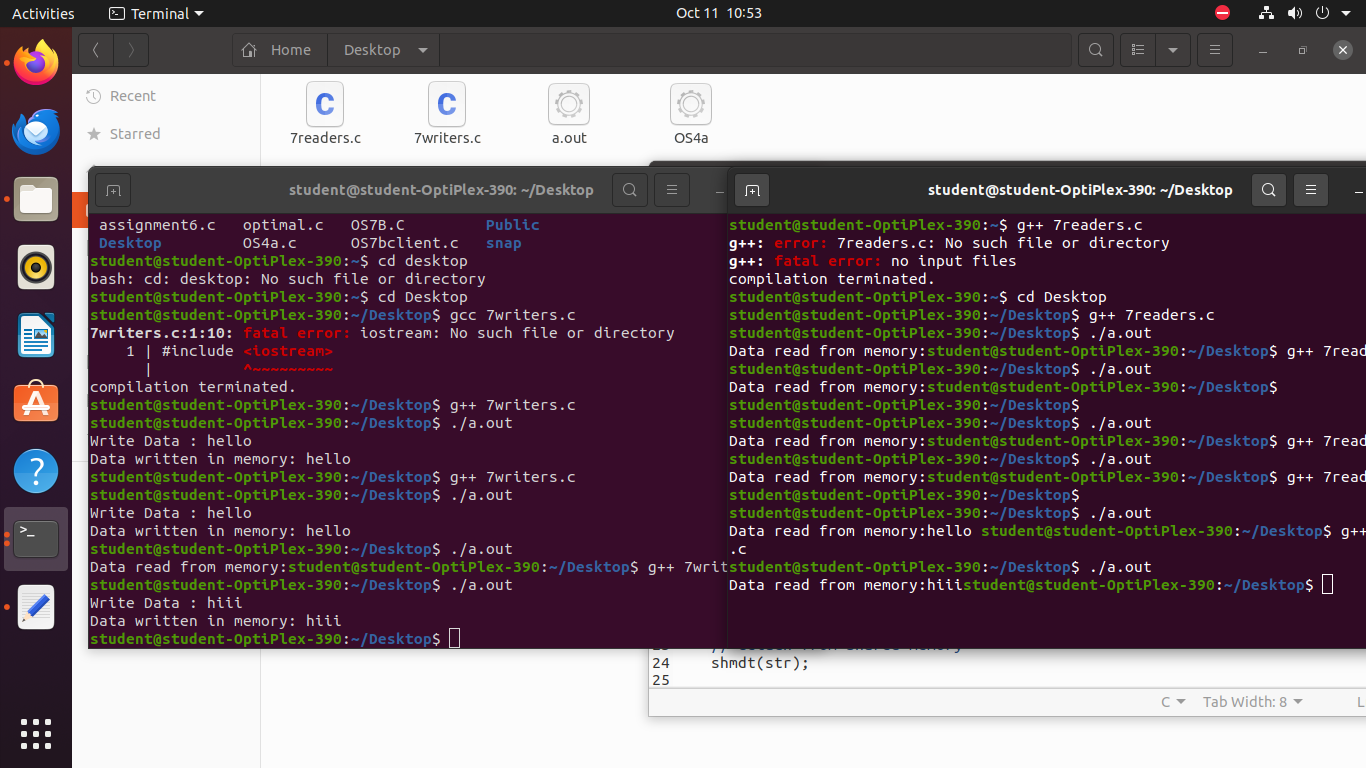 Activities
Terminal
Oct 11 10:53
Home
Desktop
Recent
Starred
7readers.c
7writers.c
a.out
OS4a
student@student-OptiPlex-390: ~/Desktop
assignment6.c optimal.c OS7B.C Public
Desktop OS4a.c OS7bclient.c snap
student@student-OptiPlex-390:~$ cd desktop
bash: cd: desktop: No such file or directory
student@student-OptiPlex-390:~$ cd Desktop
student@student-OptiPlex-390:~/Desktop$ gcc 7writers.c
7writers.c:1:10: fatal error: iostream: No such file or directory
1 | #include <iostream>
| ^~~~~~~~~~
compilation terminated.
student@student-OptiPlex-390:~/Desktop$ g++ 7writers.c
student@student-OptiPlex-390:~/Desktop$ ./a.out
Write Data : hello
Data written in memory: hello
student@student-OptiPlex-390:~/Desktop$ g++ 7writers.c
student@student-OptiPlex-390:~/Desktop$ ./a.out
Write Data : hello
Data written in memory: hello
student@student-OptiPlex-390:~/Desktop$ ./a.out
Data read from memory:student@student-OptiPlex-390:~/Desktop$ g++ 7writ
student@student-OptiPlex-390:~/Desktop$ ./a.out
Write Data : hiii
Data written in memory: hiii
student@student-OptiPlex-390:~/Desktop$
student@student-OptiPlex-390: ~/Desktop
student@student-OptiPlex-390:~$ g++ 7readers.c
g++: error: 7readers.c: No such file or directory
g++: fatal error: no input files
compilation terminated.
student@student-OptiPlex-390:~$ cd Desktop
student@student-OptiPlex-390:~/Desktop$ g++ 7readers.c
student@student-OptiPlex-390:~/Desktop$ ./a.out
Data read from memory:student@student-OptiPlex-390:~/Desktop$ g++ 7read
student@student-OptiPlex-390:~/Desktop$ ./a.out
Data read from memory:student@student-OptiPlex-390:~/Desktop$
student@student-OptiPlex-390:~/Desktop$
student@student-OptiPlex-390:~/Desktop$ ./a.out
Data read from memory:student@student-OptiPlex-390:~/Desktop$ g++ 7read
student@student-OptiPlex-390:~/Desktop$ ./a.out
Data read from memory:student@student-OptiPlex-390:~/Desktop$ g++ 7read
student@student-OptiPlex-390:~/Desktop$
student@student-OptiPlex-390:~/Desktop$ ./a.out
Data read from memory:hello student@student-OptiPlex-390:~/Desktop$ g++
.c
student@student-OptiPlex-390:~/Desktop$ ./a.out
Data read from memory:hiiistudent@student-OptiPlex-390:~/Desktop$
24 shmdt(str);
25
C Tab Width: 8 L